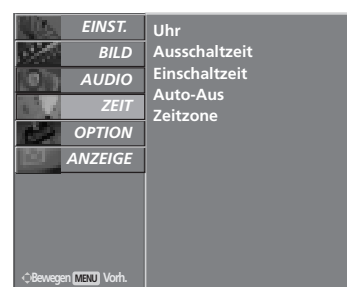 EINST.
BILD
AUDIO
ZEIT
OPTION
ANZEIGE
Uhr
Ausschaltzeit
Einschaltzeit
Auto-Aus
Zeitzone
Bewegen MENU Vorh.